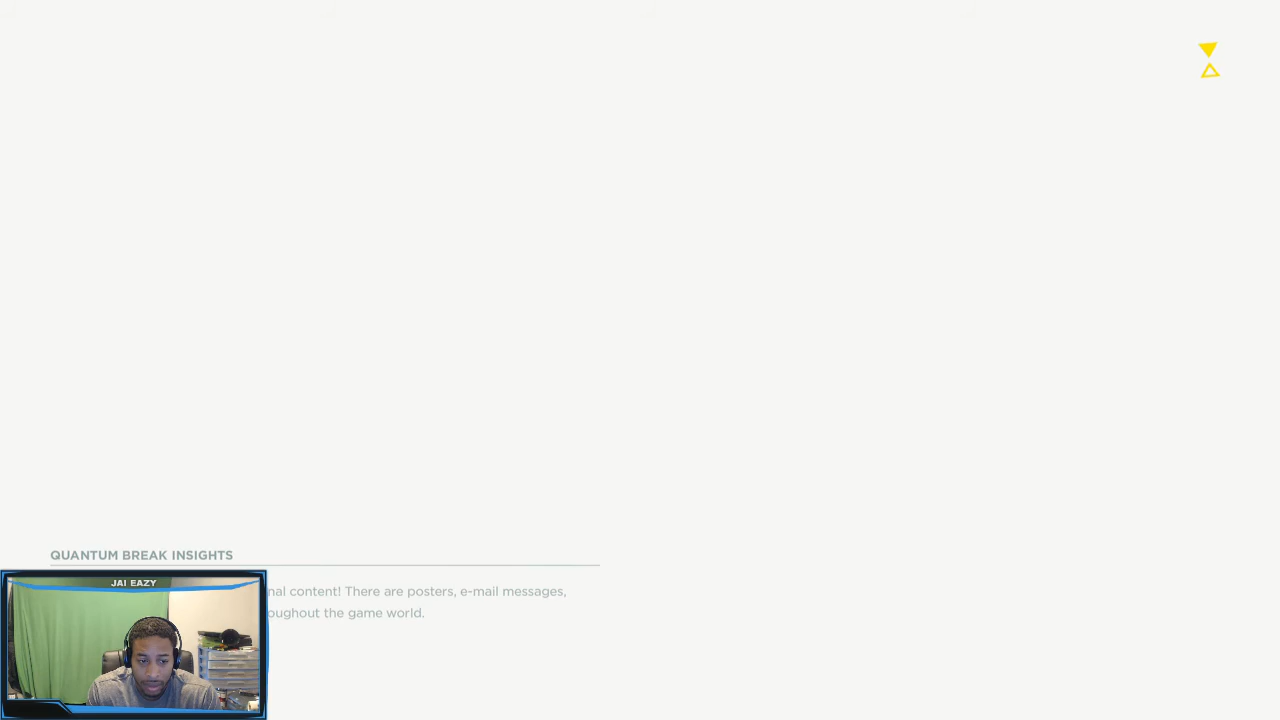 QUANTUM BREAK INSIGHTS
JAI EAZY
nal content! There are posters, e-mail messages,
oughout the game world.